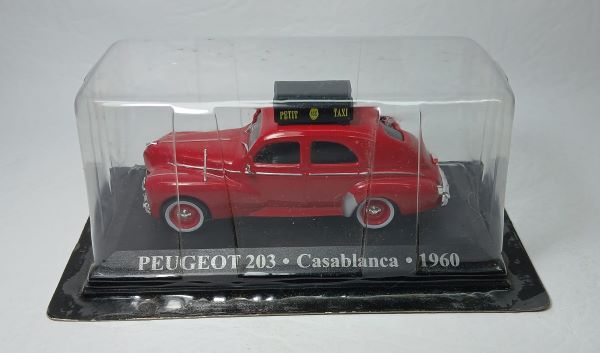 PETIT TAXI
PEUGEOT 203 • Casablanca • 1960